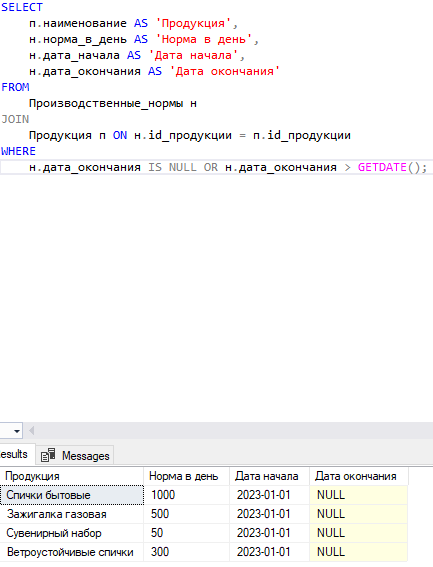 SELECT
п.наименование AS 'Продукция',
н.норма_в_день AS 'Норма в день',
н.дата_начала AS 'Дата начала',
н.дата_окончания AS 'Дата окончания'
FROM
Производственные_нормы н
JOIN
Продукция п ON н.id_продукции = п.id_продукции
WHERE
н.дата_окончания IS NULL OR н.дата_окончания > GETDATE();
esults Messages
Продукция Норма в день Дата начала Дата окончания
Спички бытовые 1000 2023-01-01 NULL
Зажигалка газовая 500 2023-01-01 NULL
Сувенирный набор 50 2023-01-01 NULL
Ветроустойчивые спички 300 2023-01-01 NULL